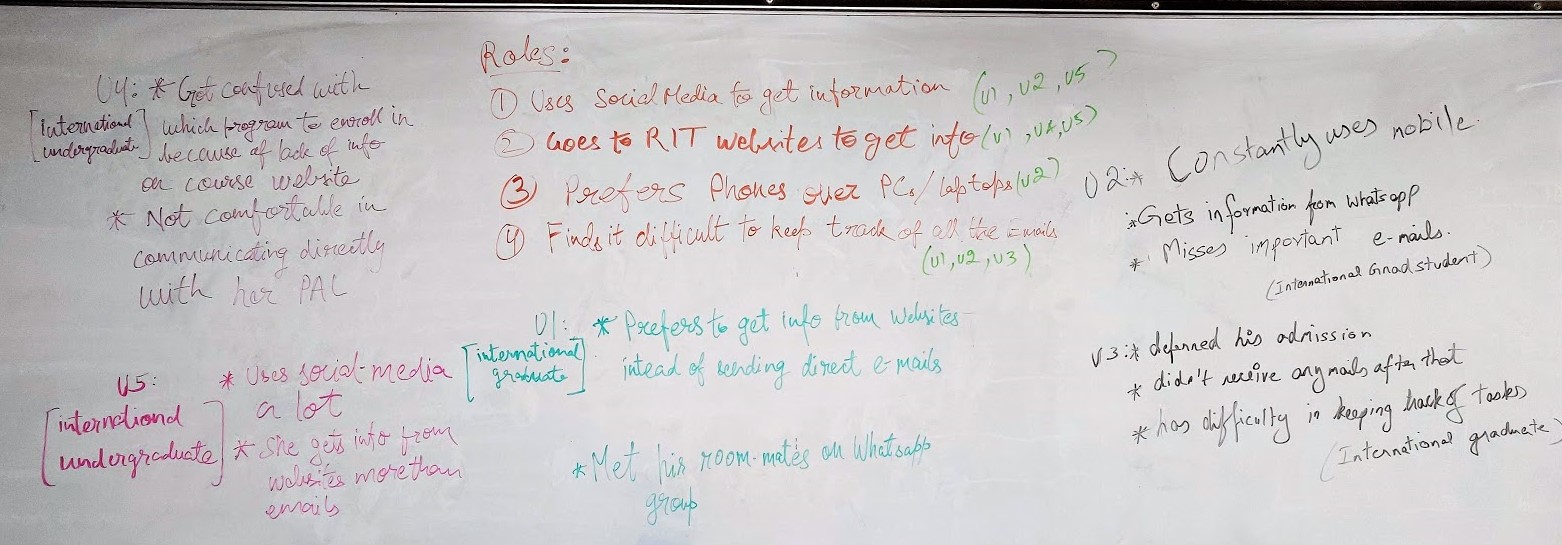 Roles:
① Uses Social Media to get information (U1, U2, U5)
② Goes to RIT websites to get info (U1, U4, U5)
③ Prefers Phones over PCs/laptops (U2)
④ Finds it difficult to keep track of all the Emails
(U1, U2, U3)
U4: * Got confused with
[international undergraduate]
which program to enroll in
because of lack of info
on course website
* Not comfortable in
communicating directly
with her PAL
U5:
[international undergraduate]
* Uses social-media
a lot
* She gets info from
websites more than
emails
U1: * Prefers to get info from websites
[international graduate]
intead of sending direct e-mails
* Met his room-mates on Whatsapp
group
U2: * Constantly uses mobile.
* Gets information from whatsapp
* Misses important e-mails.
(International Grad student)
U3: * deferred his admission
* didn't receive any mails after that
* has difficulty in keeping track of tasks
(International graduate)